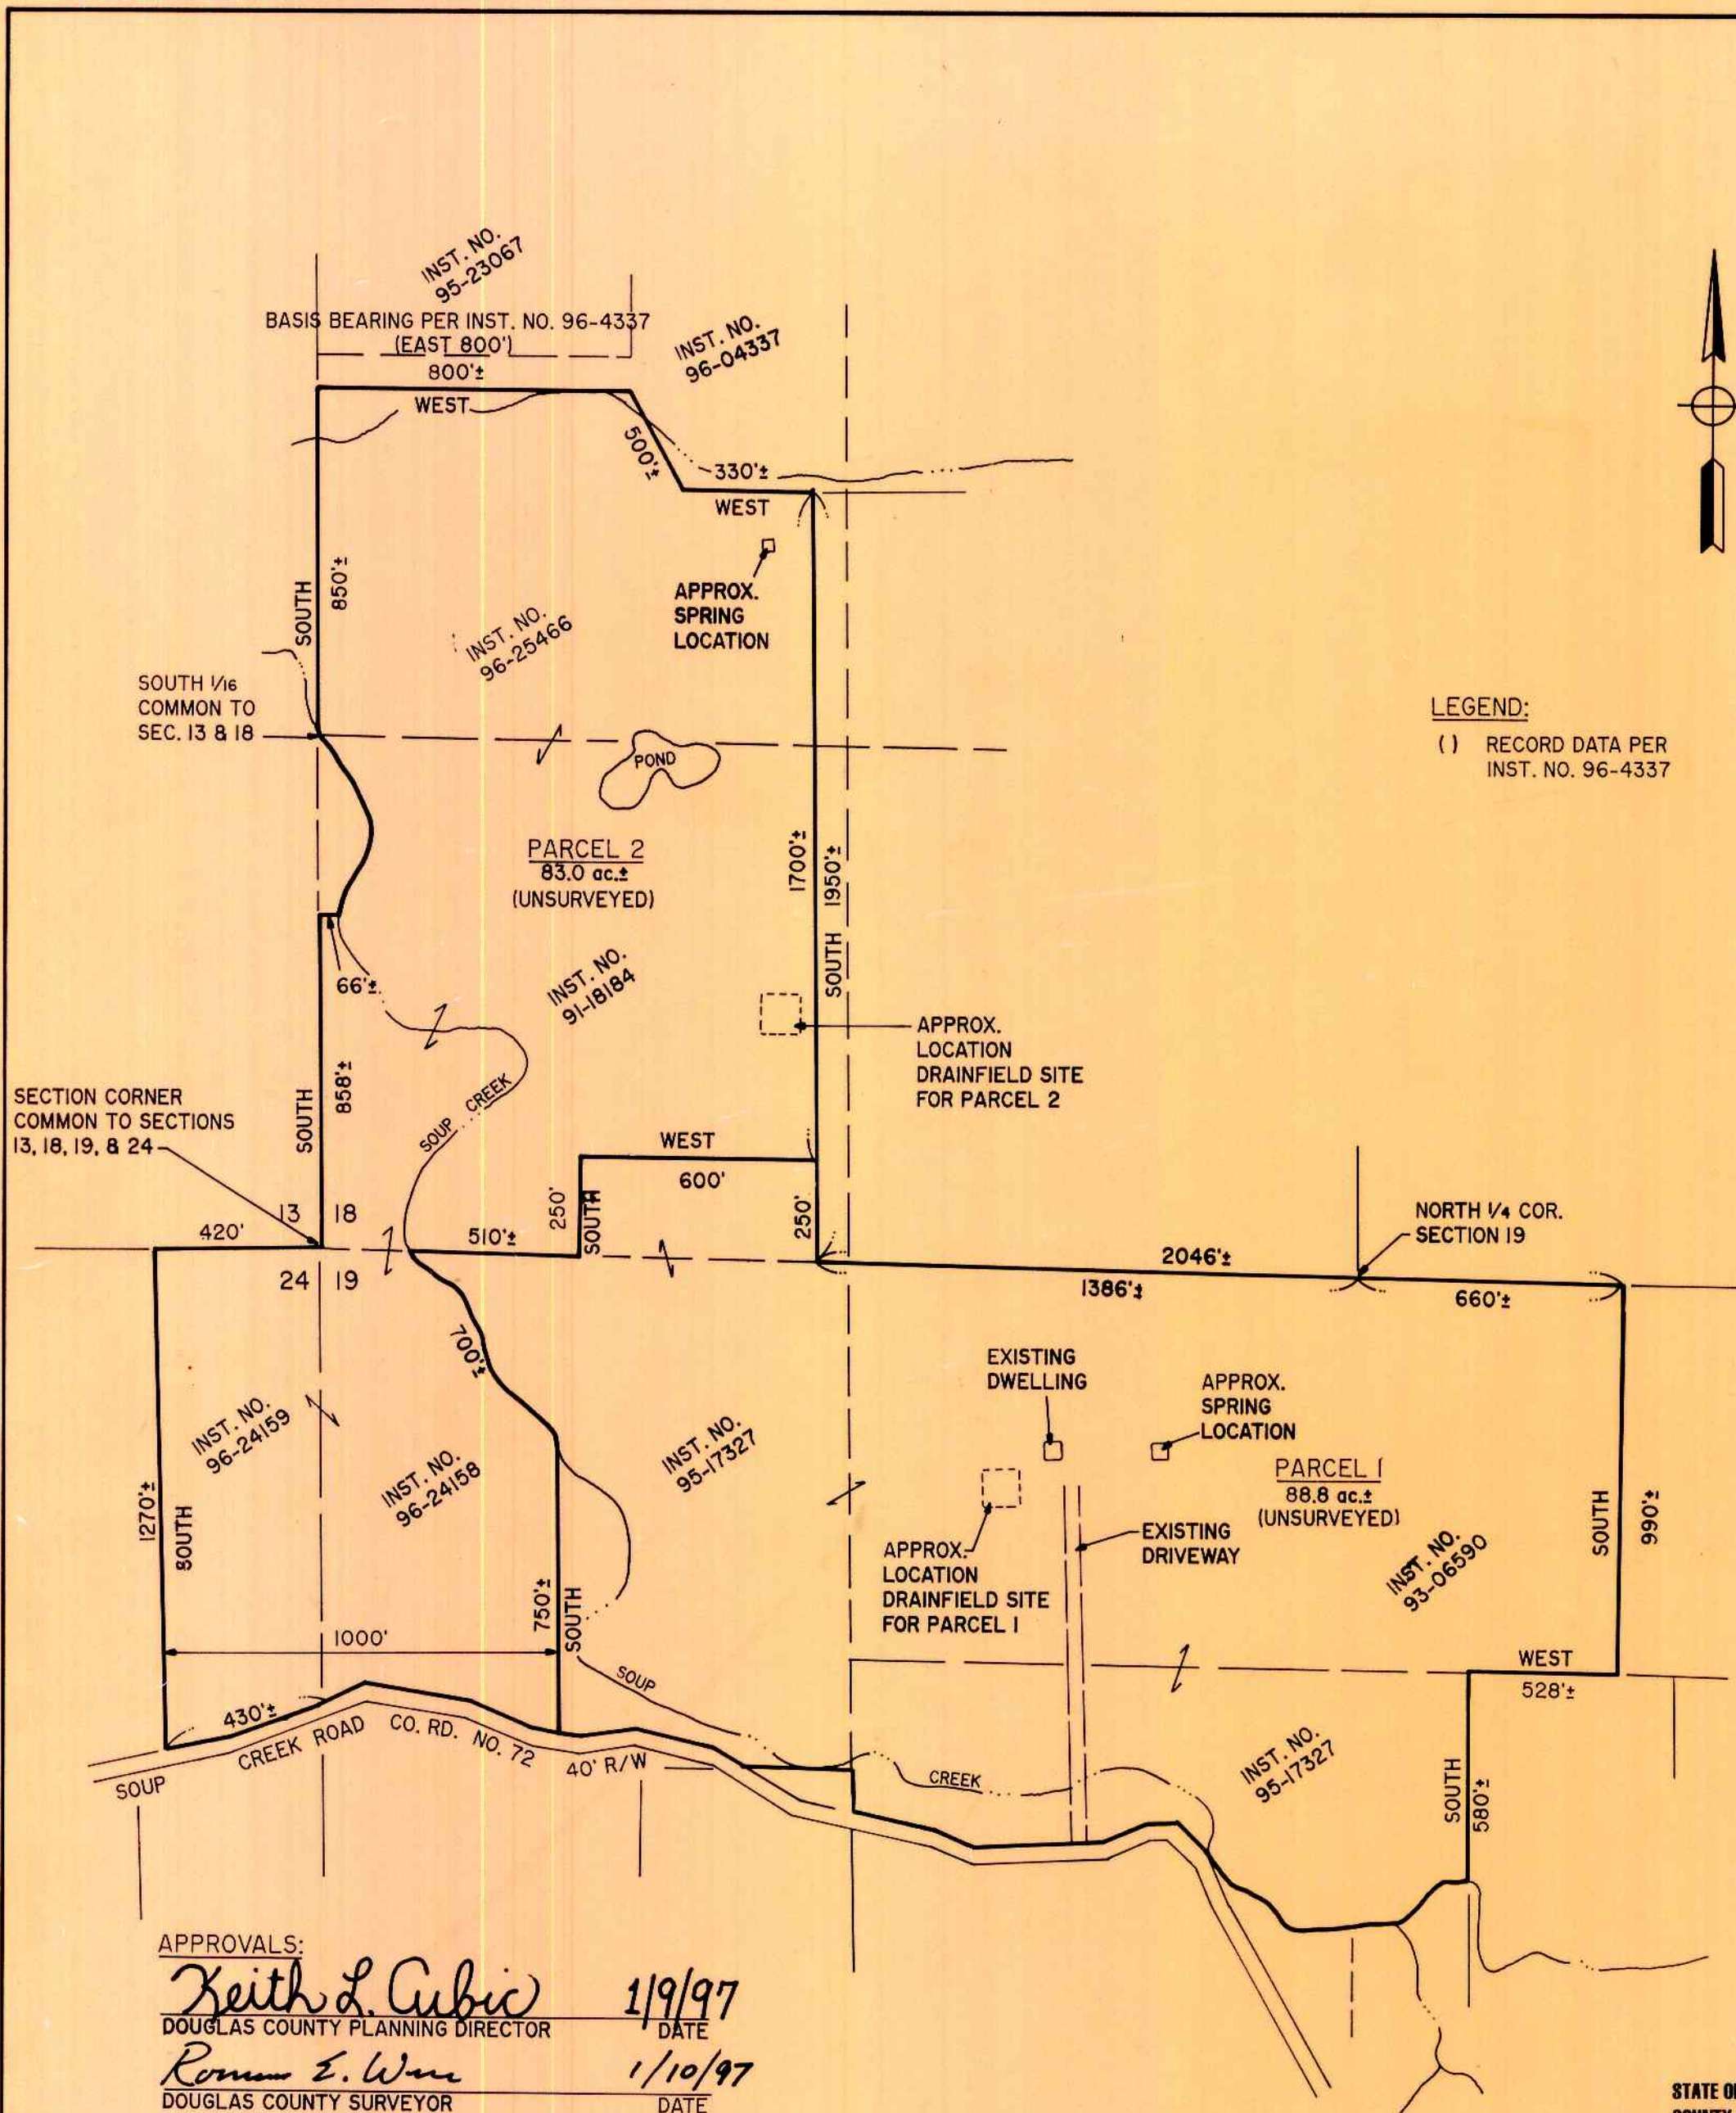 INST. NO.
95-23067
BASIS BEARING PER INST. NO. 96-4337
(EAST 800')
800'±
WEST
INST. NO.
96-04337
500'±
330'±
WEST
SOUTH
850'±
APPROX.
SPRING
LOCATION
INST. NO.
96-25466
SOUTH 1/16
COMMON TO
SEC. 13 & 18
POND
LEGEND:
( ) RECORD DATA PER
INST. NO. 96-4337
PARCEL 2
83.0 ac.±
(UNSURVEYED)
1700'±
SOUTH 1950'±
66'±
INST. NO.
91-18184
APPROX.
LOCATION
DRAINFIELD SITE
FOR PARCEL 2
SECTION CORNER
COMMON TO SECTIONS
13, 18, 19, & 24
SOUTH
858'±
SOUP CREEK
WEST
600'
250'
SOUTH
250'
13 18
420'
510'±
24 19
NORTH 1/4 COR.
SECTION 19
2046'±
1386'±
660'±
700'±
EXISTING
DWELLING
APPROX.
SPRING
LOCATION
INST. NO.
96-24159
INST. NO.
96-24158
INST. NO.
95-17327
PARCEL 1
88.8 ac.±
(UNSURVEYED)
1270'±
SOUTH
SOUTH
990'±
EXISTING
DRIVEWAY
APPROX.
LOCATION
DRAINFIELD SITE
FOR PARCEL 1
INST. NO.
93-06590
750'±
SOUTH
1000'
WEST
528'±
SOUP
CREEK
430'±
SOUP CREEK ROAD CO. RD. NO. 72 40' R/W
INST. NO.
95-17327
SOUTH
580'±
APPROVALS:
Keith L. Cubic 1/9/97
DOUGLAS COUNTY PLANNING DIRECTOR DATE
1/10/97
DOUGLAS COUNTY SURVEYOR DATE
STATE